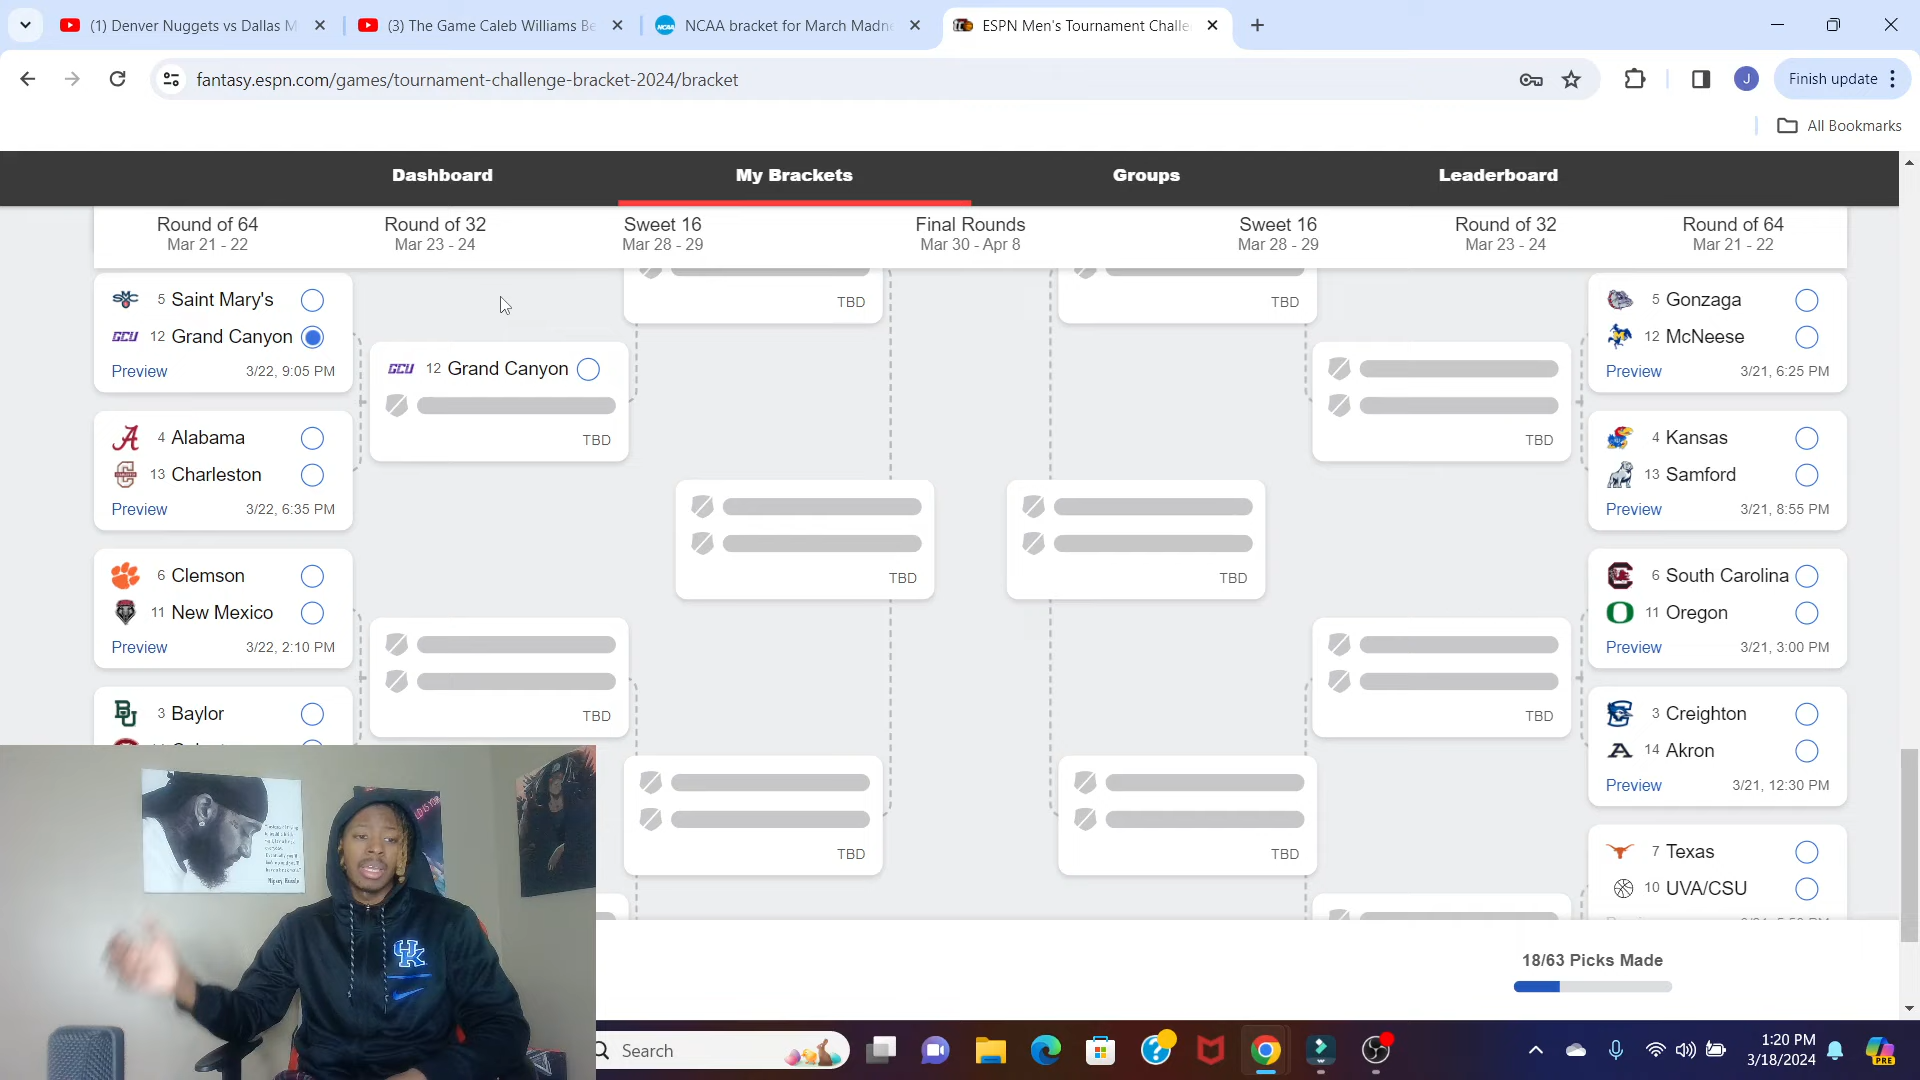 (1) Denver Nuggets vs Dallas M
(3) The Game Caleb Williams Be
NCAA bracket for March Madne
ESPN Men's Tournament Challe
fantasy.espn.com/games/tournament-challenge-bracket-2024/bracket
J
Finish update
All Bookmarks
Dashboard
My Brackets
Groups
Leaderboard
Round of 64
Mar 21 - 22
Round of 32
Mar 23 - 24
Sweet 16
Mar 28 - 29
Final Rounds
Mar 30 - Apr 8
Sweet 16
Mar 28 - 29
Round of 32
Mar 23 - 24
Round of 64
Mar 21 - 22
SMC 5 Saint Mary's
GCU 12 Grand Canyon
Preview 3/22, 9:05 PM
4 Alabama
13 Charleston
Preview 3/22, 6:35 PM
6 Clemson
11 New Mexico
Preview 3/22, 2:10 PM
3 Baylor
GCU 12 Grand Canyon
TBD
TBD
TBD
TBD
TBD
TBD
TBD
TBD
TBD
TBD
5 Gonzaga
12 McNeese
Preview 3/21, 6:25 PM
4 Kansas
13 Samford
Preview 3/21, 8:55 PM
6 South Carolina
11 Oregon
Preview 3/21, 3:00 PM
3 Creighton
14 Akron
Preview 3/21, 12:30 PM
7 Texas
10 UVA/CSU
18/63 Picks Made
UK
Search
1:20 PM
3/18/2024
PRE